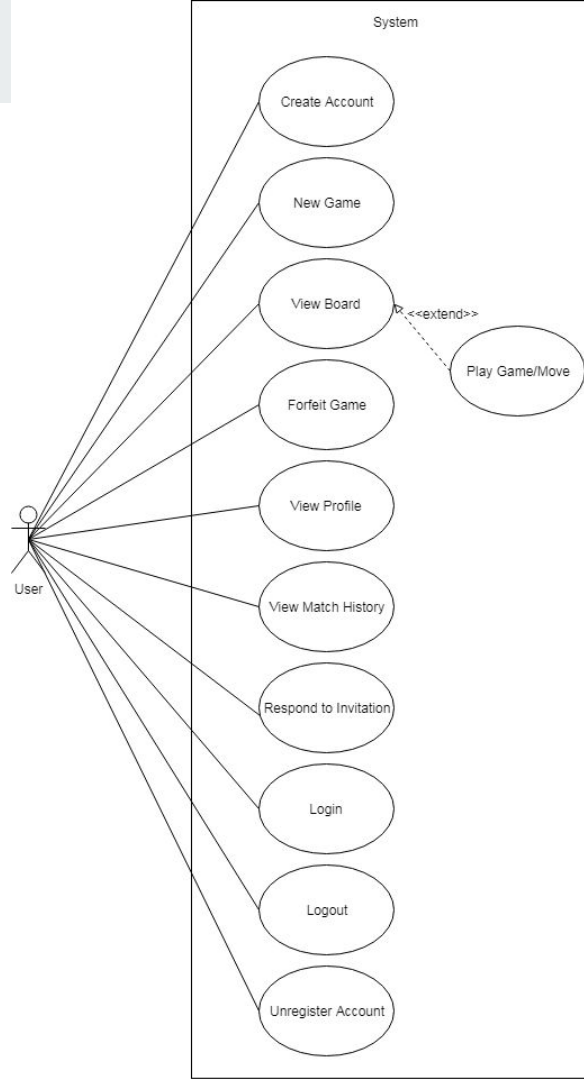 System
Create Account
New Game
View Board
<<extend>>
Play Game/Move
Forfeit Game
View Profile
User
View Match History
Respond to Invitation
Login
Logout
Unregister Account